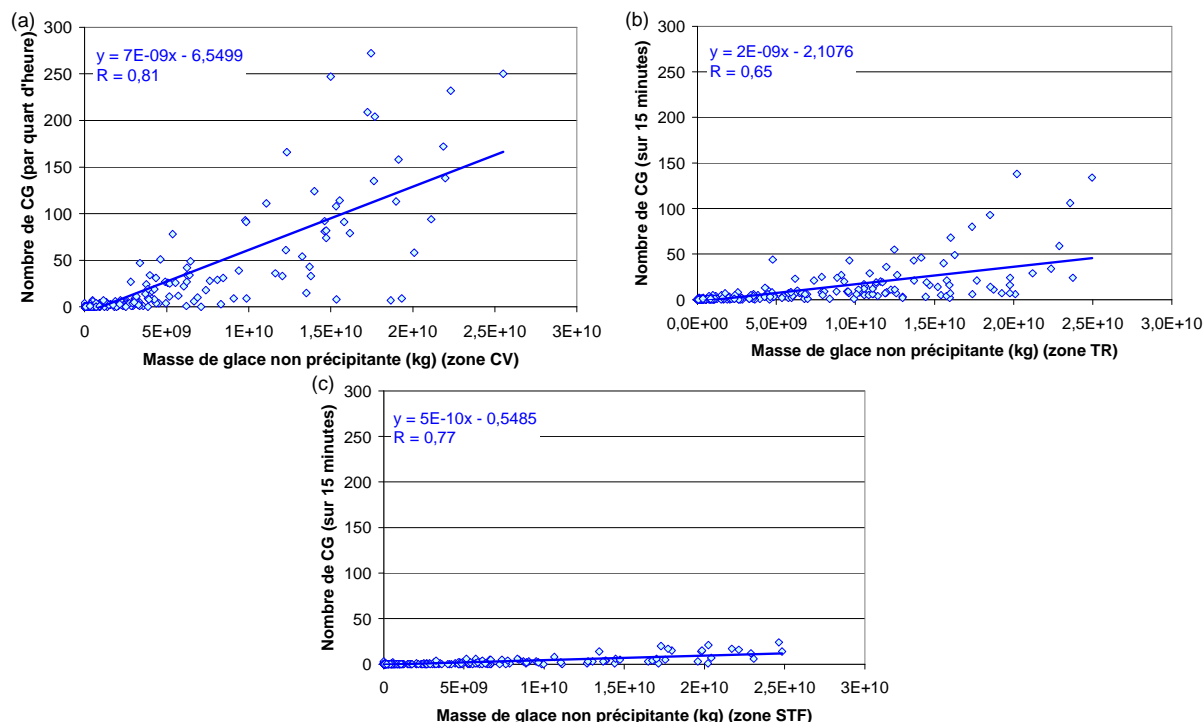 (a)
Nombre de CG (par quart d'heure)
300
250
200
150
100
50
0
y = 7E-09x - 6,5499
R = 0,81
0 5E+09 1E+10 1,5E+10 2E+10 2,5E+10 3E+10
Masse de glace non précipitante (kg) (zone CV)
(b)
Nombre de CG (sur 15 minutes)
300
250
200
150
100
50
0
y = 2E-09x - 2,1076
R = 0,65
0,0E+00 5,0E+09 1,0E+10 1,5E+10 2,0E+10 2,5E+10 3,0E+10
Masse de glace non précipitante (kg) (zone TR)
(c)
Nombre de CG (sur 15 minutes)
300
250
200
150
100
50
0
y = 5E-10x - 0,5485
R = 0,77
0 5E+09 1E+10 1,5E+10 2E+10 2,5E+10 3E+10
Masse de glace non précipitante (kg) (zone STF)